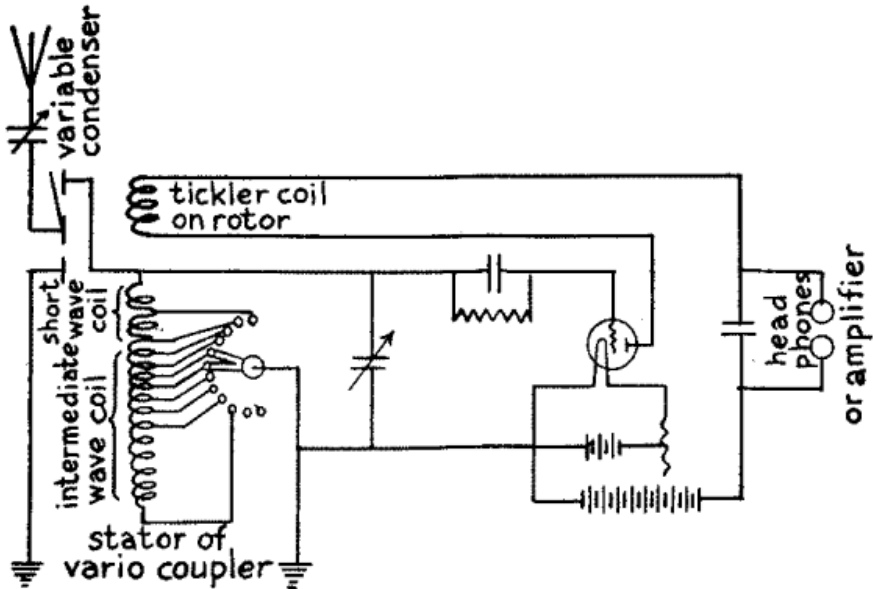 variable
condenser
tickler coil
on rotor
short
wave
coil
intermediate
wave coil
head
phones
or amplifier
stator of
vario coupler